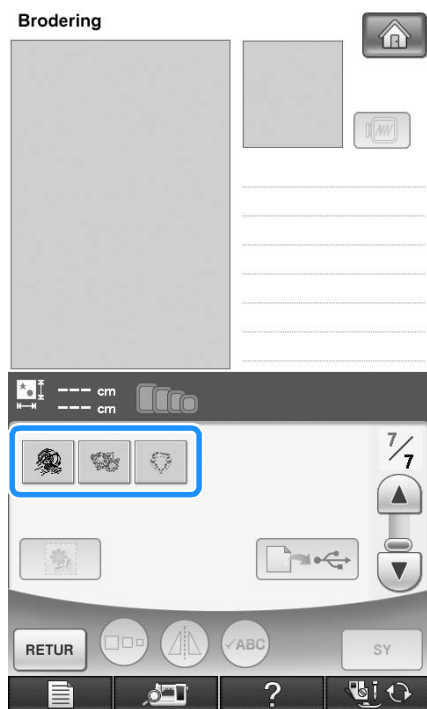 Brodering
--- cm
--- cm
7/7
RETUR
✓ABC
SY
?